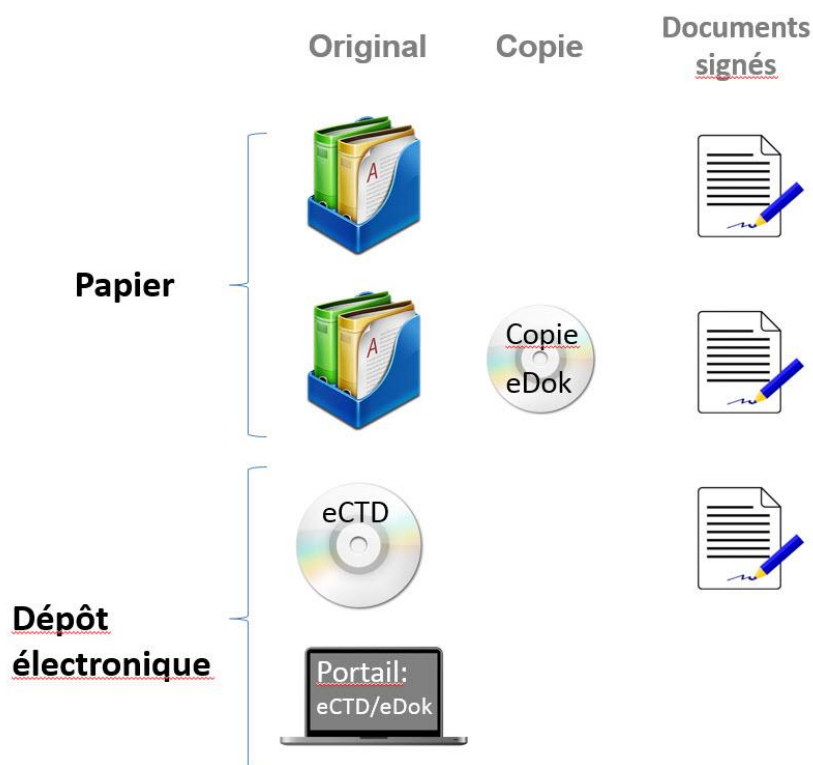 Original
Copie
Documents
signés
Papier
A
A
Copie
eDok
eCTD
Dépôt
électronique
Portail:
eCTD/eDok